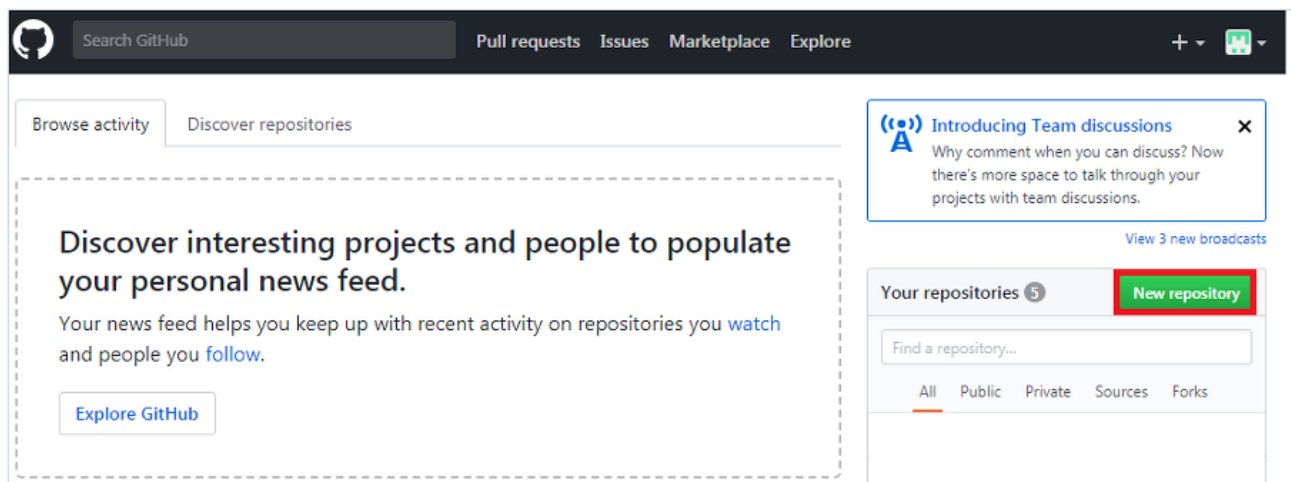 Search GitHub
Pull requests Issues Marketplace Explore
Browse activity Discover repositories
Discover interesting projects and people to populate
your personal news feed.
Your news feed helps you keep up with recent activity on repositories you watch
and people you follow.
Explore GitHub
Introducing Team discussions
Why comment when you can discuss? Now
there's more space to talk through your
projects with team discussions.
View 3 new broadcasts
Your repositories 5 New repository
Find a repository...
All Public Private Sources Forks